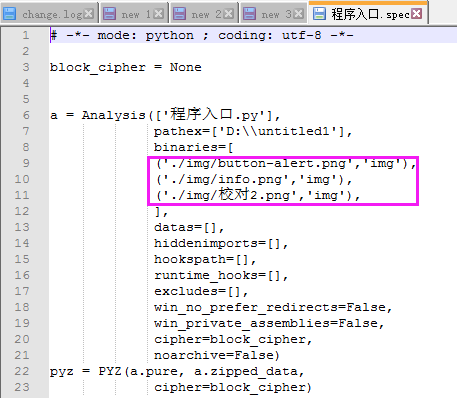 change.log new 1 new 2 new 3 程序入口.spec
1 # -*- mode: python ; coding: utf-8 -*-
2
3 block_cipher = None
4
5
6 a = Analysis(['程序入口.py'],
7 pathex=['D:\\untitled1'],
8 binaries=[
9 ('./img/button-alert.png','img'),
10 ('./img/info.png','img'),
11 ('./img/校对2.png','img'),
12 ],
13 datas=[],
14 hiddenimports=[],
15 hookspath=[],
16 runtime_hooks=[],
17 excludes=[],
18 win_no_prefer_redirects=False,
19 win_private_assemblies=False,
20 cipher=block_cipher,
21 noarchive=False)
22 pyz = PYZ(a.pure, a.zipped_data,
23 cipher=block_cipher)